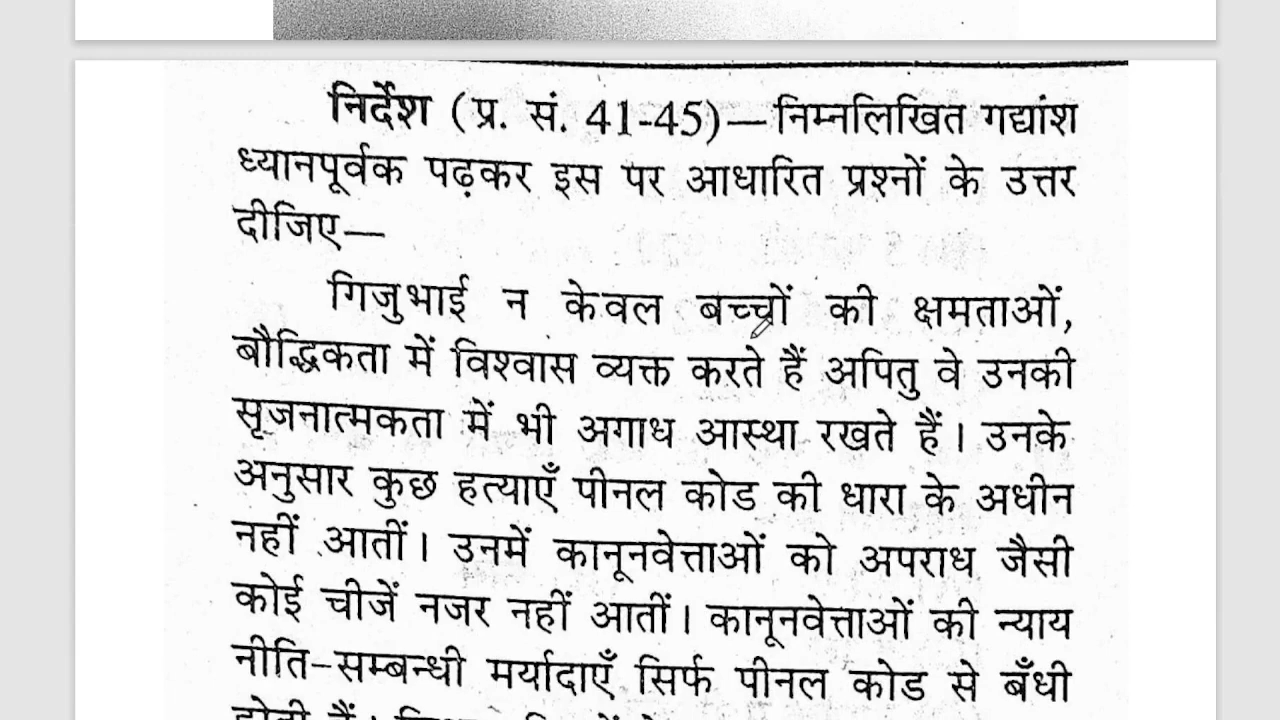 निर्देश (प्र. सं. 41-45)—निम्नलिखित गद्यांश
ध्यानपूर्वक पढ़कर इस पर आधारित प्रश्नों के उत्तर
दीजिए—
गिजुभाई न केवल बच्चों की क्षमताओं,
बौद्धिकता में विश्वास व्यक्त करते हैं अपितु वे उनकी
सृजनात्मकता में भी अगाध आस्था रखते हैं। उनके
अनुसार कुछ हत्याएँ पीनल कोड की धारा के अधीन
नहीं आतीं। उनमें कानूनवेत्ताओं को अपराध जैसी
कोई चीजें नजर नहीं आतीं। कानूनवेत्ताओं की न्याय
नीति-सम्बन्धी मर्यादाएँ सिर्फ पीनल कोड से बँधी